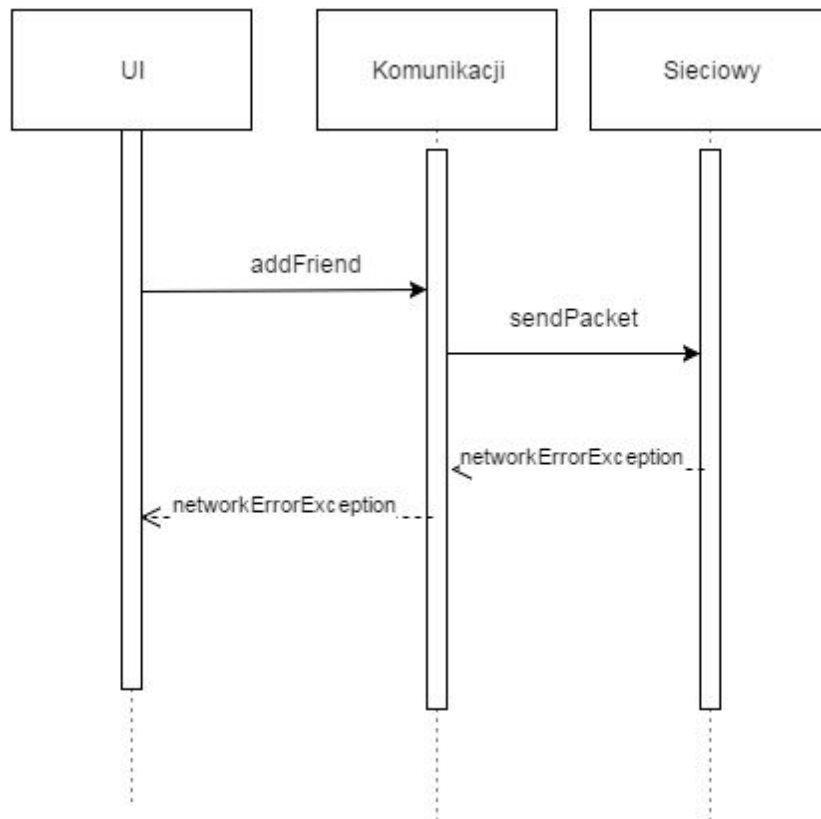 UI
Komunikacji
Sieciowy
addFriend
sendPacket
networkErrorException
networkErrorException